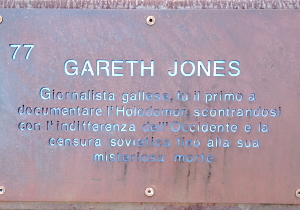 77
GARETH JONES
Giornalista gallese, fu il primo a
documentare l'Holodomor scontrandosi
con l'indifferenza dell'Occidente e la
censura sovietica fino alla sua
misteriosa morte